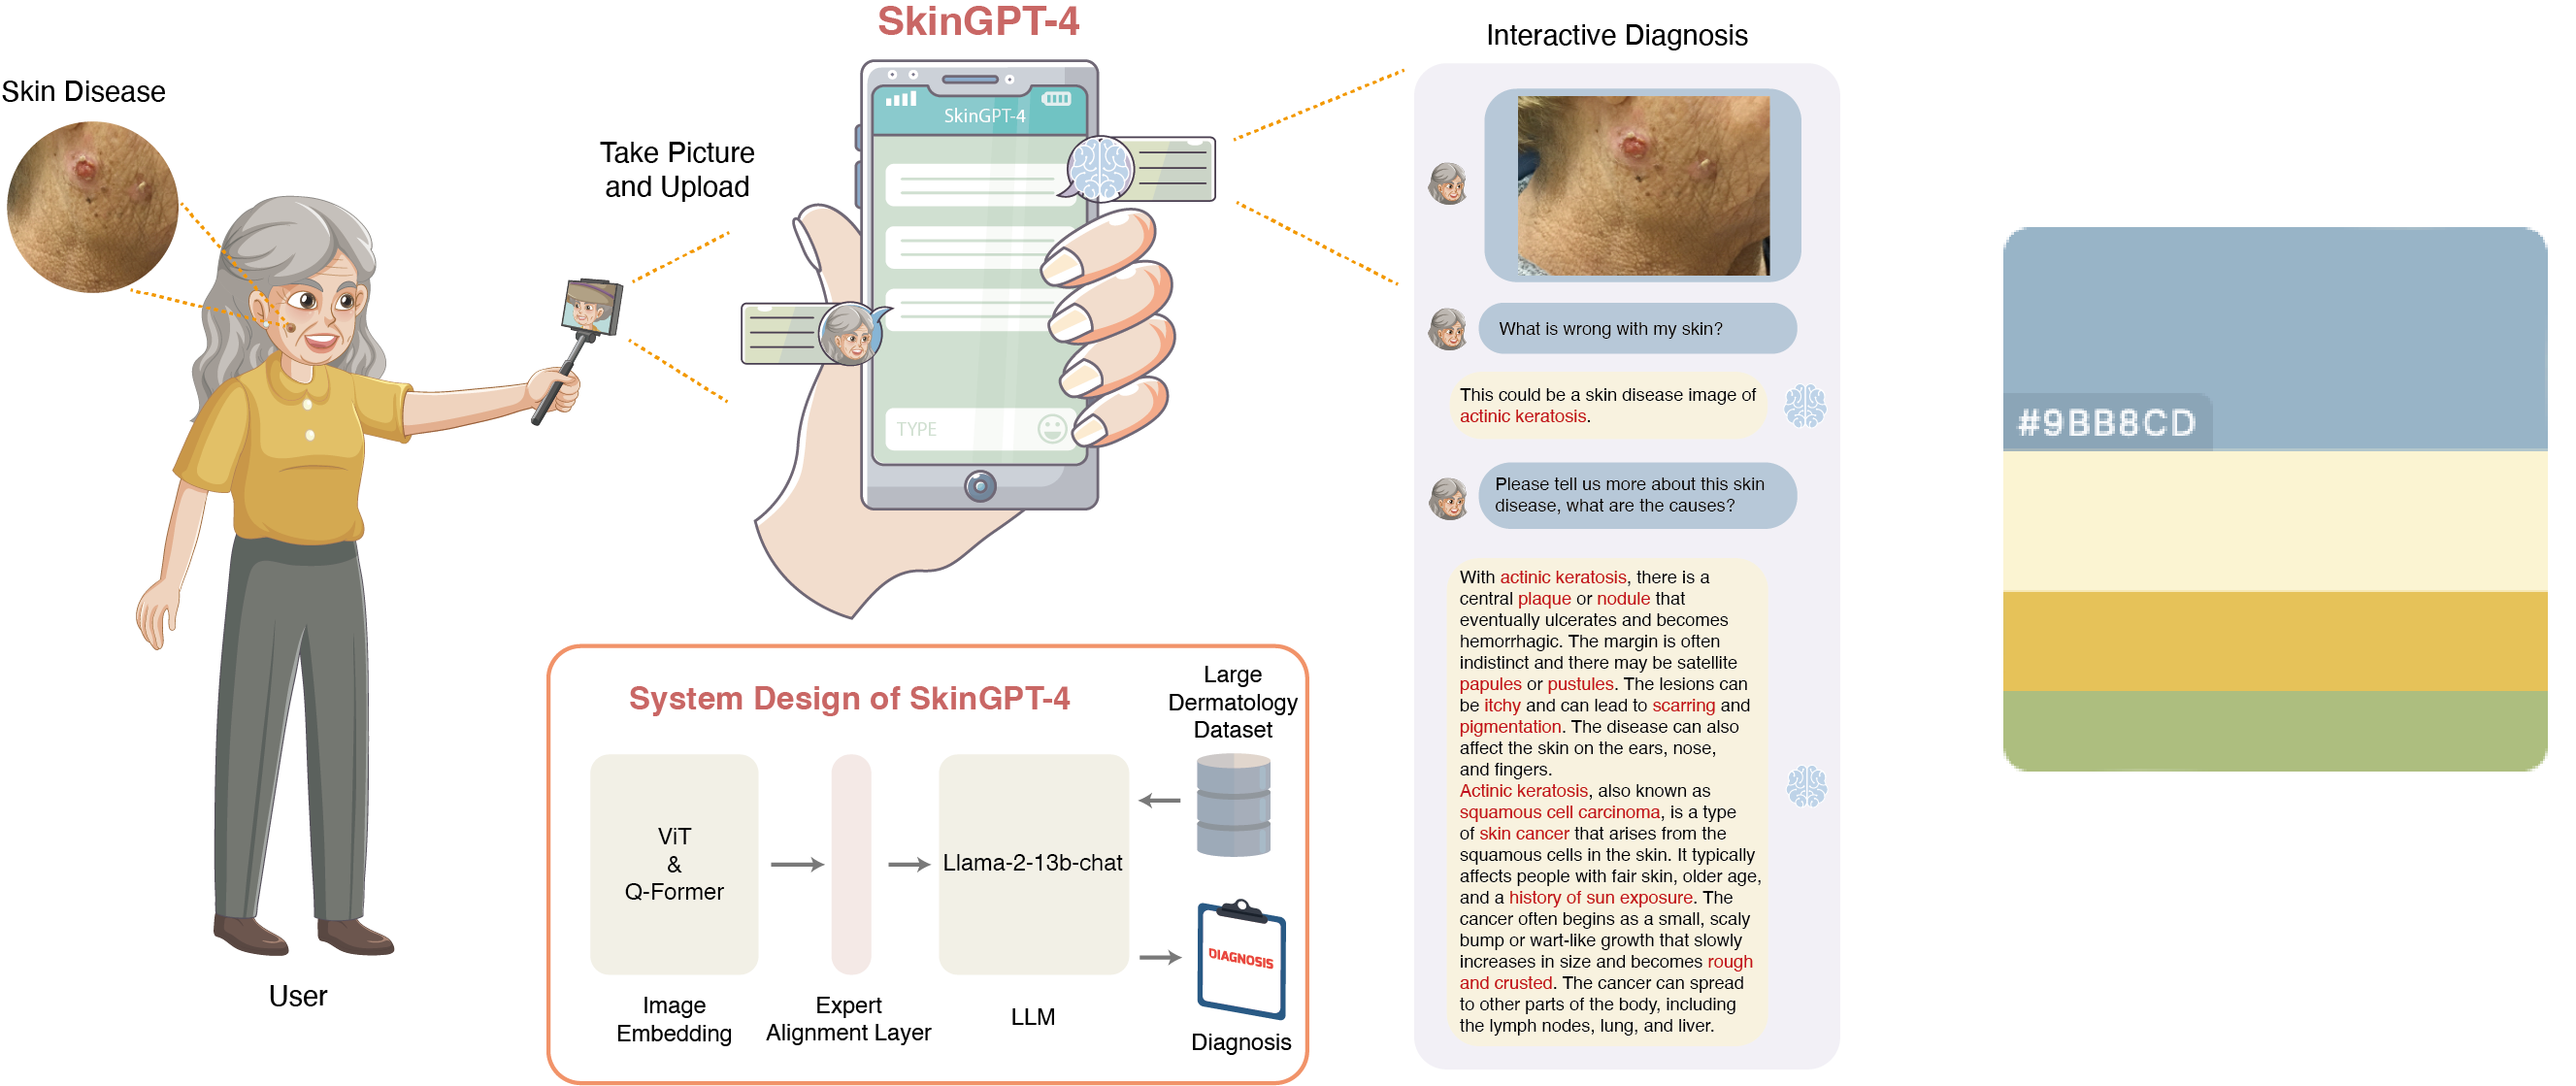 SkinGPT-4
Skin Disease
Take Picture
and Upload
SkinGPT-4
TYPE
User
Interactive Diagnosis
What is wrong with my skin?
This could be a skin disease image of
actinic keratosis.
Please tell us more about this skin
disease, what are the causes?
With actinic keratosis, there is a
central plaque or nodule that
eventually ulcerates and becomes
hemorrhagic. The margin is often
indistinct and there may be satellite
papules or pustules. The lesions can
be itchy and can lead to scarring and
pigmentation. The disease can also
affect the skin on the ears, nose,
and fingers.
Actinic keratosis, also known as
squamous cell carcinoma, is a type
of skin cancer that arises from the
squamous cells in the skin. It typically
affects people with fair skin, older age,
and a history of sun exposure. The
cancer often begins as a small, scaly
bump or wart-like growth that slowly
increases in size and becomes rough
and crusted. The cancer can spread
to other parts of the body, including
the lymph nodes, lung, and liver.
System Design of SkinGPT-4
ViT
&
Q-Former
Image
Embedding
Expert
Alignment Layer
Llama-2-13b-chat
LLM
Large
Dermatology
Dataset
DIAGNOSIS
Diagnosis
#9BB8CD